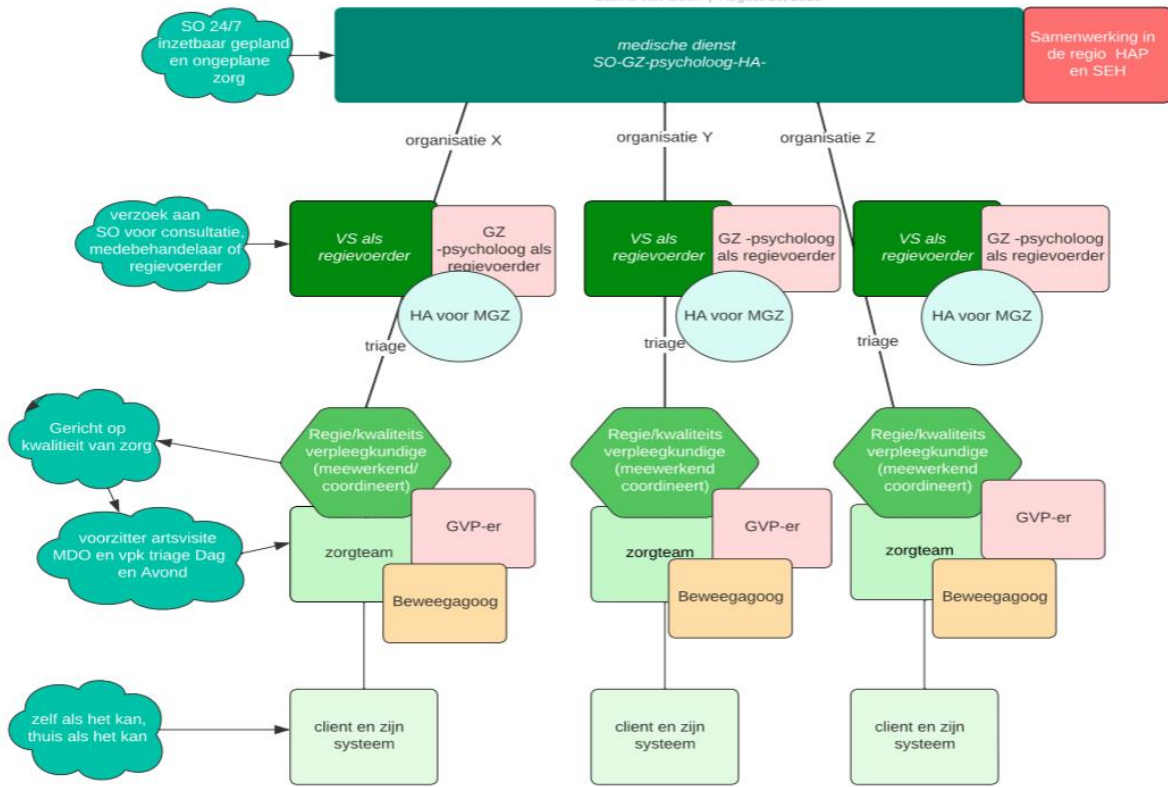 SO 24/7
inzetbaar gepland
en ongeplane
zorg
medische dienst
SO-GZ-psycholoog-HA-
Samenwerking in
de regio HAP
en SEH
organisatie X
organisatie Y
organisatie Z
verzoek aan
SO voor consultatie,
medebehandelaar of
regievoerder
VS als
regievoerder
GZ
-psycholoog als
regievoerder
HA voor MGZ
VS als
regievoerder
GZ -psycholoog
als regievoerder
HA voor MGZ
VS als
regievoerder
GZ -psycholoog
als regievoerder
HA voor MGZ
triage
triage
triage
Gericht op
kwalitieit van zorg
Regie/kwaliteits
verpleegkundige
(meewerkend/
coordineert)
Regie/kwaliteits
verpleegkundige
(meewerkend
coordineert)
Regie/kwaliteits
verpleegkundige
(meewerkend
coordineert)
voorzitter artsvisite
MDO en vpk triage Dag
en Avond
zorgteam
GVP-er
Beweegagoog
zorgteam
GVP-er
Beweegagoog
zorgteam
GVP-er
Beweegagoog
zelf als het kan,
thuis als het kan
client en zijn
systeem
client en zijn
systeem
client en zijn
systeem